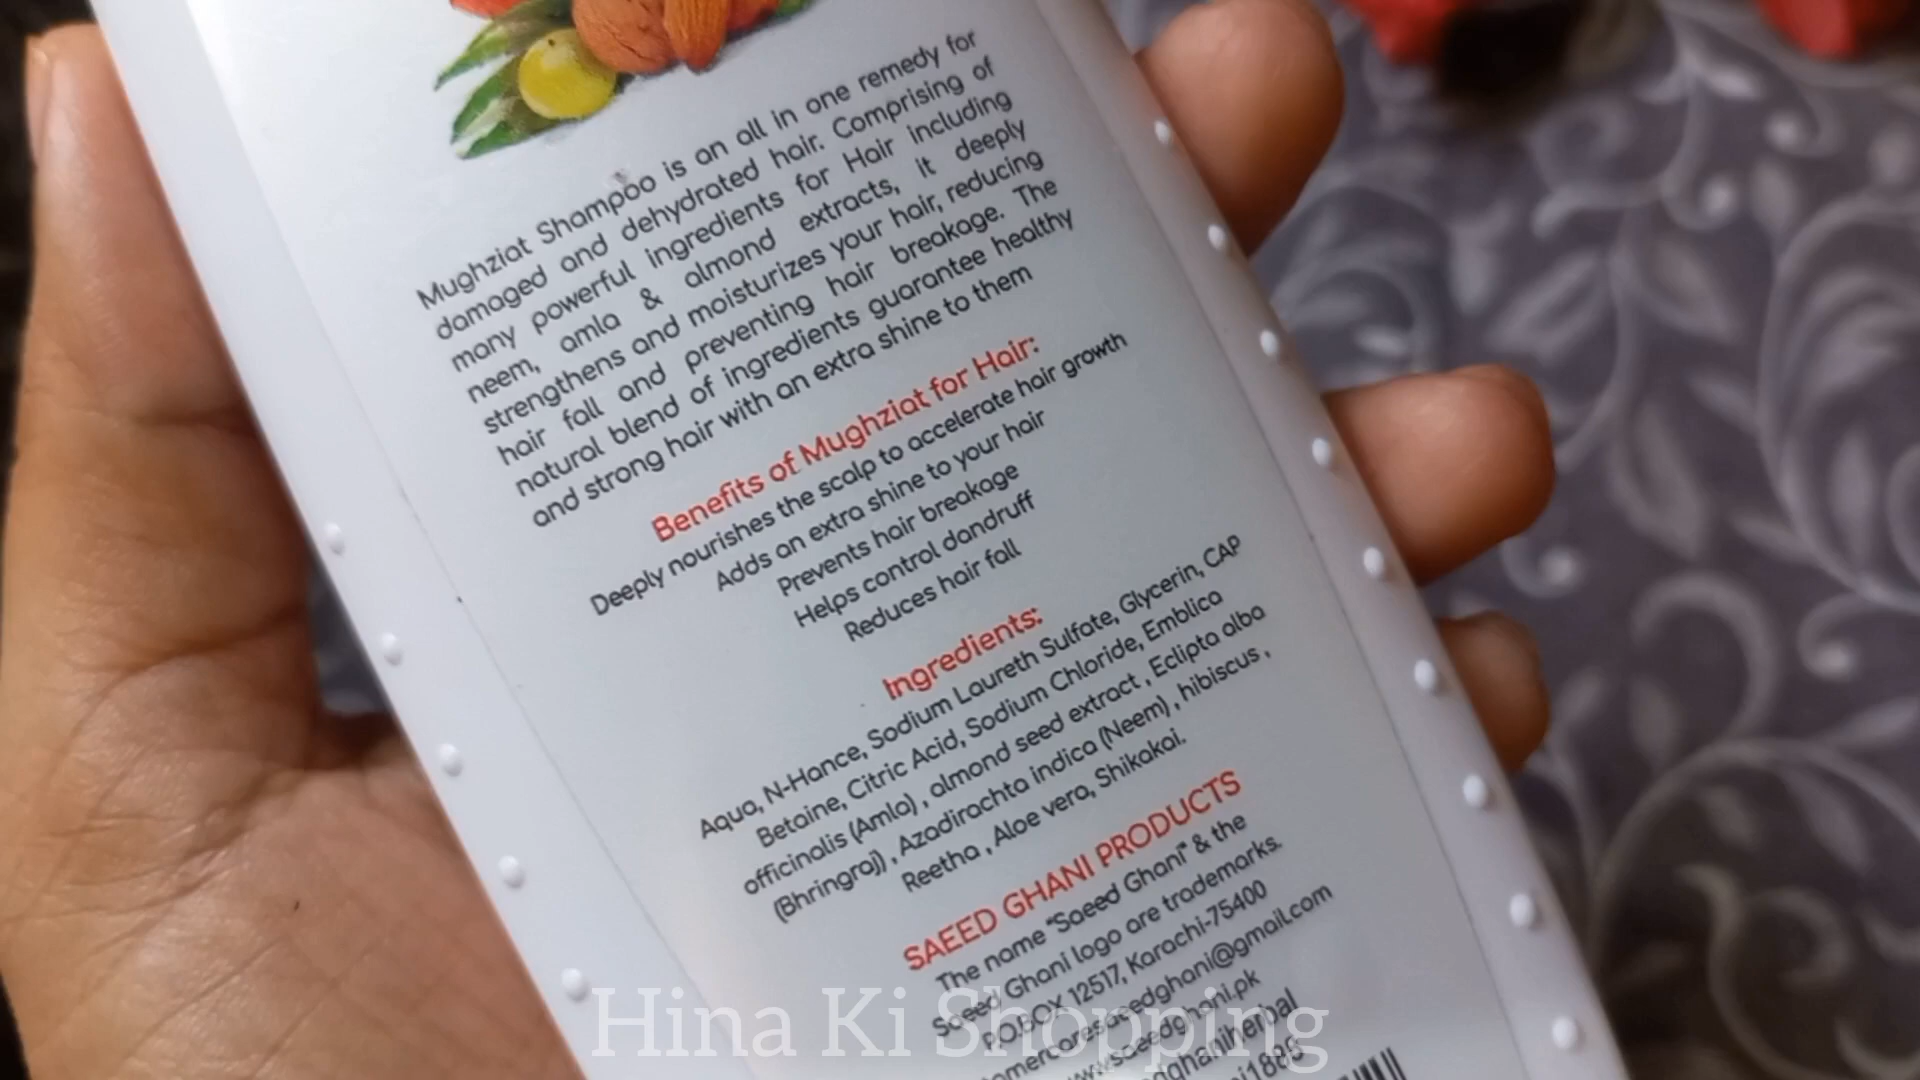 Mughziat Shampoo is an all in one remedy for
damaged and dehydrated hair. Comprising of
many powerful ingredients for Hair including
neem, amla & almond extracts, it deeply
strengthens and moisturizes your hair, reducing
hair fall and preventing hair breakage. The
natural blend of ingredients guarantee healthy
and strong hair with an extra shine to them
Benefits of Mughziat for Hair:
Deeply nourishes the scalp to accelerate hair growth
Adds an extra shine to your hair
Prevents hair breakage
Helps control dandruff
Reduces hair fall
Ingredients:
Aqua, N-Hance, Sodium Laureth Sulfate, Glycerin, CAP
Betaine, Citric Acid, Sodium Chloride, Emblica
officinalis (Amla) , almond seed extract , Eclipta alba
(Bhringraj) , Azadirachta indica (Neem) , hibiscus ,
Reetha , Aloe vera, Shikakai.
SAEED GHANI PRODUCTS
The name "Saeed Ghani" & the
Saeed Ghani logo are trademarks.
P.O.BOX 12517, Karachi-75400
Hina Ki Shopping